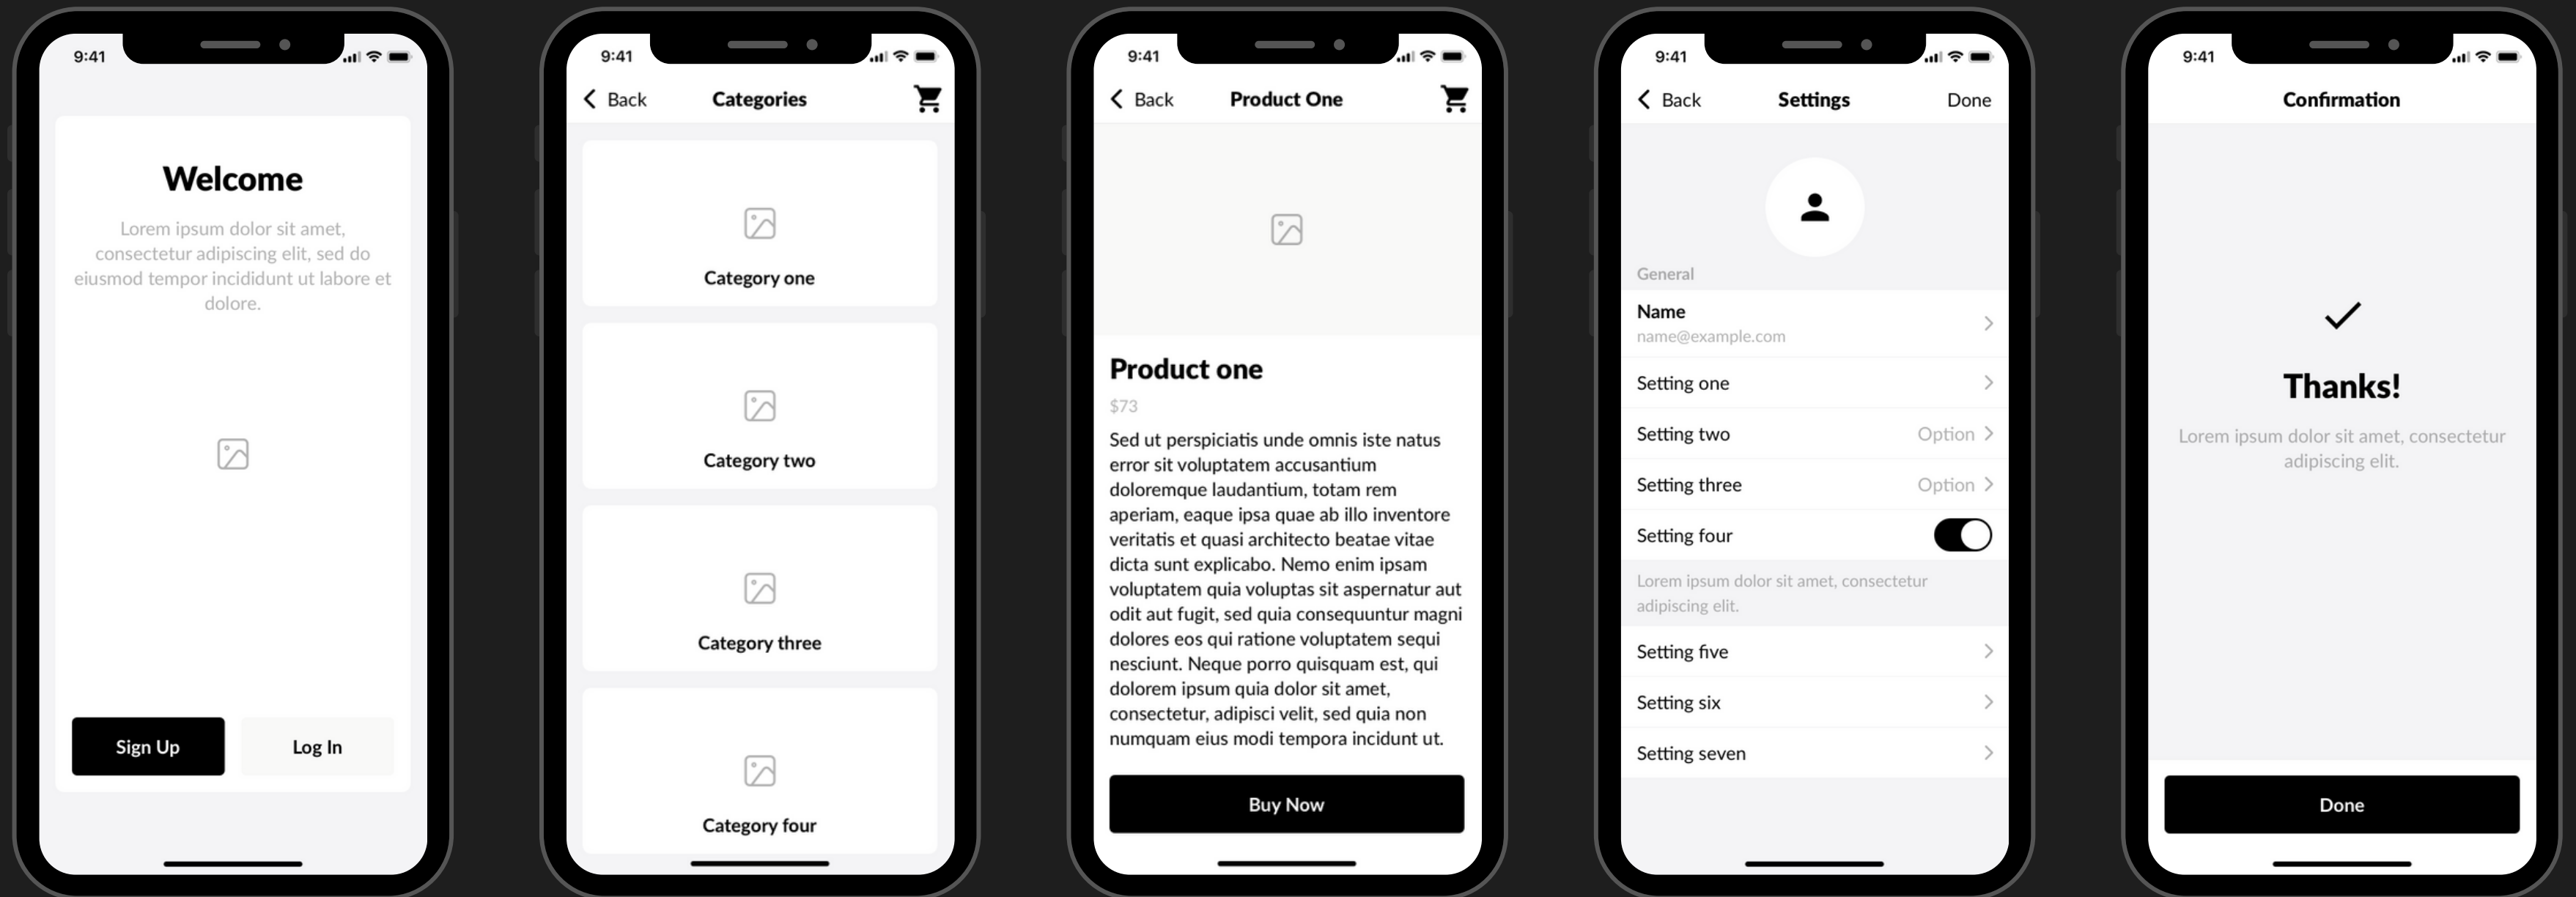 9:41
Welcome
Lorem ipsum dolor sit amet,
consectetur adipiscing elit, sed do
eiusmod tempor incididunt ut labore et
dolore.
Sign Up
Log In
9:41
Back
Categories
Category one
Category two
Category three
Category four
9:41
Back
Product One
Product one
$73
Sed ut perspiciatis unde omnis iste natus
error sit voluptatem accusantium
doloremque laudantium, totam rem
aperiam, eaque ipsa quae ab illo inventore
veritatis et quasi architecto beatae vitae
dicta sunt explicabo. Nemo enim ipsam
voluptatem quia voluptas sit aspernatur aut
odit aut fugit, sed quia consequuntur magni
dolores eos qui ratione voluptatem sequi
nesciunt. Neque porro quisquam est, qui
dolorem ipsum quia dolor sit amet,
consectetur, adipisci velit, sed quia non
numquam eius modi tempora incidunt ut.
Buy Now
9:41
Back
Settings
Done
General
Name
name@example.com
Setting one
Setting two
Option
Setting three
Option
Setting four
Lorem ipsum dolor sit amet, consectetur
adipiscing elit.
Setting five
Setting six
Setting seven
9:41
Confirmation
Thanks!
Lorem ipsum dolor sit amet, consectetur
adipiscing elit.
Done